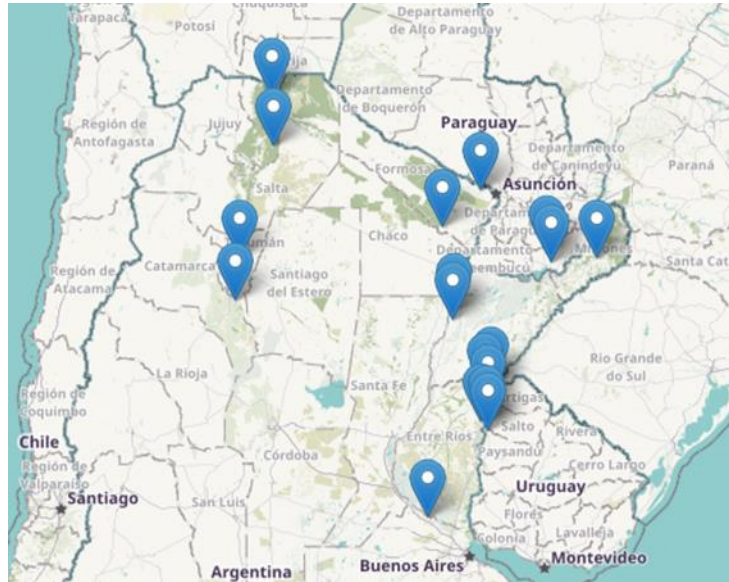 Tarapacá
Potosí
Chuquisaca
Departamento
de Alto Paraguay
Región de
Antofagasta
Jujuy
Departamento
de Boquerón
Paraguay
Departamento
de Canindeyú
Paraná
Salta
Formosa
Asunción
Chaco
Departamento
Misiones
Santa Cat
Región de
Atacama
Catamarca
Santiago
del Estero
La Rioja
Santa Fe
Rio Grande
do Sul
Región de
Coquimbo
Chile
Región de
Valparaíso
Santiago
Córdoba
San Luis
Entre Ríos
Salto
Rivera
Paysandú
Cerro Largo
Uruguay
Flores
Lavalleja
Colonia
Argentina
Buenos Aires
Montevideo